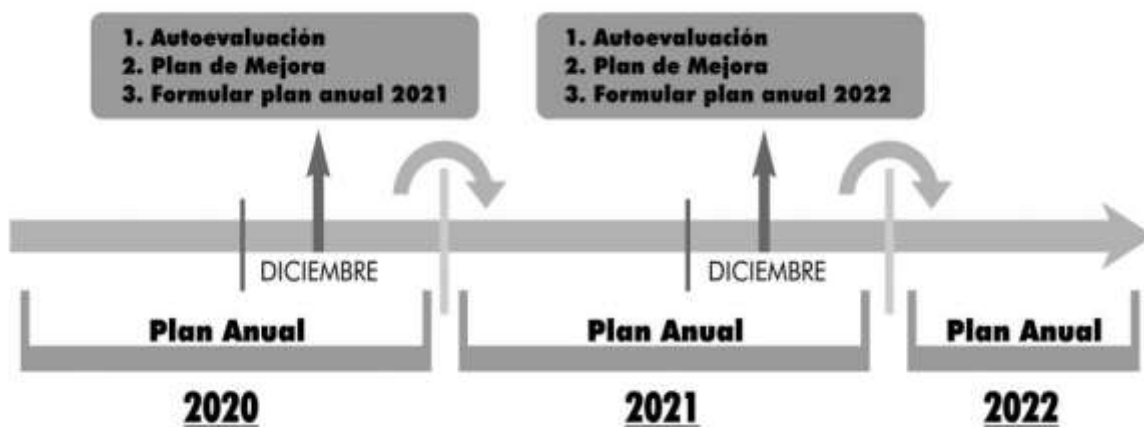 1. Autoevaluación
2. Plan de Mejora
3. Formular plan anual 2021
1. Autoevaluación
2. Plan de Mejora
3. Formular plan anual 2022
DICIEMBRE
DICIEMBRE
Plan Anual
Plan Anual
Plan Anual
2020
2021
2022